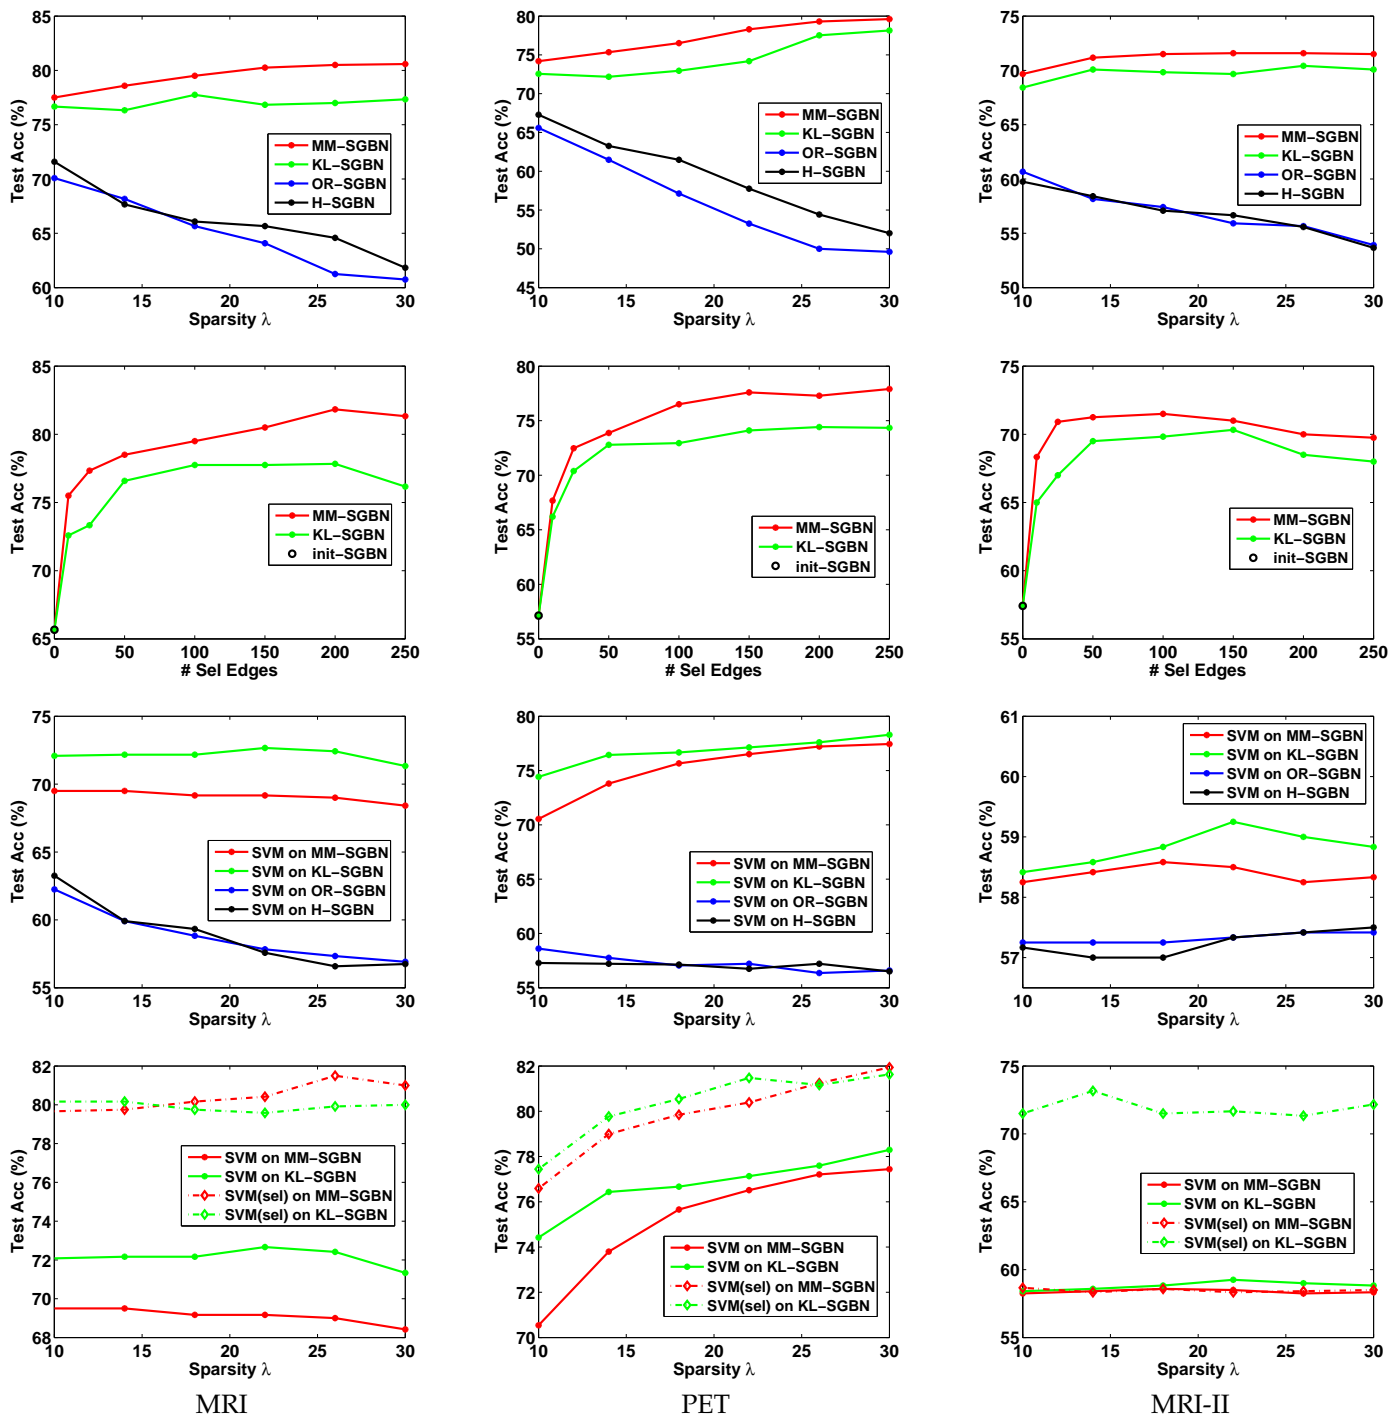 85
80
75
70
65
60
10
15
20
25
30
Test Acc (%)
Sparsity λ
MM–SGBN
KL–SGBN
OR–SGBN
H–SGBN
80
75
70
65
60
55
50
45
10
15
20
25
30
Test Acc (%)
Sparsity λ
MM–SGBN
KL–SGBN
OR–SGBN
H–SGBN
75
70
65
60
55
50
10
15
20
25
30
Test Acc (%)
Sparsity λ
MM–SGBN
KL–SGBN
OR–SGBN
H–SGBN
85
80
75
70
65
0
50
100
150
200
250
Test Acc (%)
# Sel Edges
MM–SGBN
KL–SGBN
init–SGBN
80
75
70
65
60
55
0
50
100
150
200
250
Test Acc (%)
# Sel Edges
MM–SGBN
KL–SGBN
init–SGBN
75
70
65
60
55
0
50
100
150
200
250
Test Acc (%)
# Sel Edges
MM–SGBN
KL–SGBN
init–SGBN
75
70
65
60
55
10
15
20
25
30
Test Acc (%)
Sparsity λ
SVM on MM–SGBN
SVM on KL–SGBN
SVM on OR–SGBN
SVM on H–SGBN
80
75
70
65
60
55
10
15
20
25
30
Test Acc (%)
Sparsity λ
SVM on MM–SGBN
SVM on KL–SGBN
SVM on OR–SGBN
SVM on H–SGBN
61
60
59
58
57
10
15
20
25
30
Test Acc (%)
Sparsity λ
SVM on MM–SGBN
SVM on KL–SGBN
SVM on OR–SGBN
SVM on H–SGBN
82
80
78
76
74
72
70
68
10
15
20
25
30
Test Acc (%)
Sparsity λ
SVM on MM–SGBN
SVM on KL–SGBN
SVM(sel) on MM–SGBN
SVM(sel) on KL–SGBN
MRI
82
80
78
76
74
72
70
10
15
20
25
30
Test Acc (%)
Sparsity λ
SVM on MM–SGBN
SVM on KL–SGBN
SVM(sel) on MM–SGBN
SVM(sel) on KL–SGBN
PET
75
70
65
60
55
10
15
20
25
30
Test Acc (%)
Sparsity λ
SVM on MM–SGBN
SVM on KL–SGBN
SVM(sel) on MM–SGBN
SVM(sel) on KL–SGBN
MRI-II